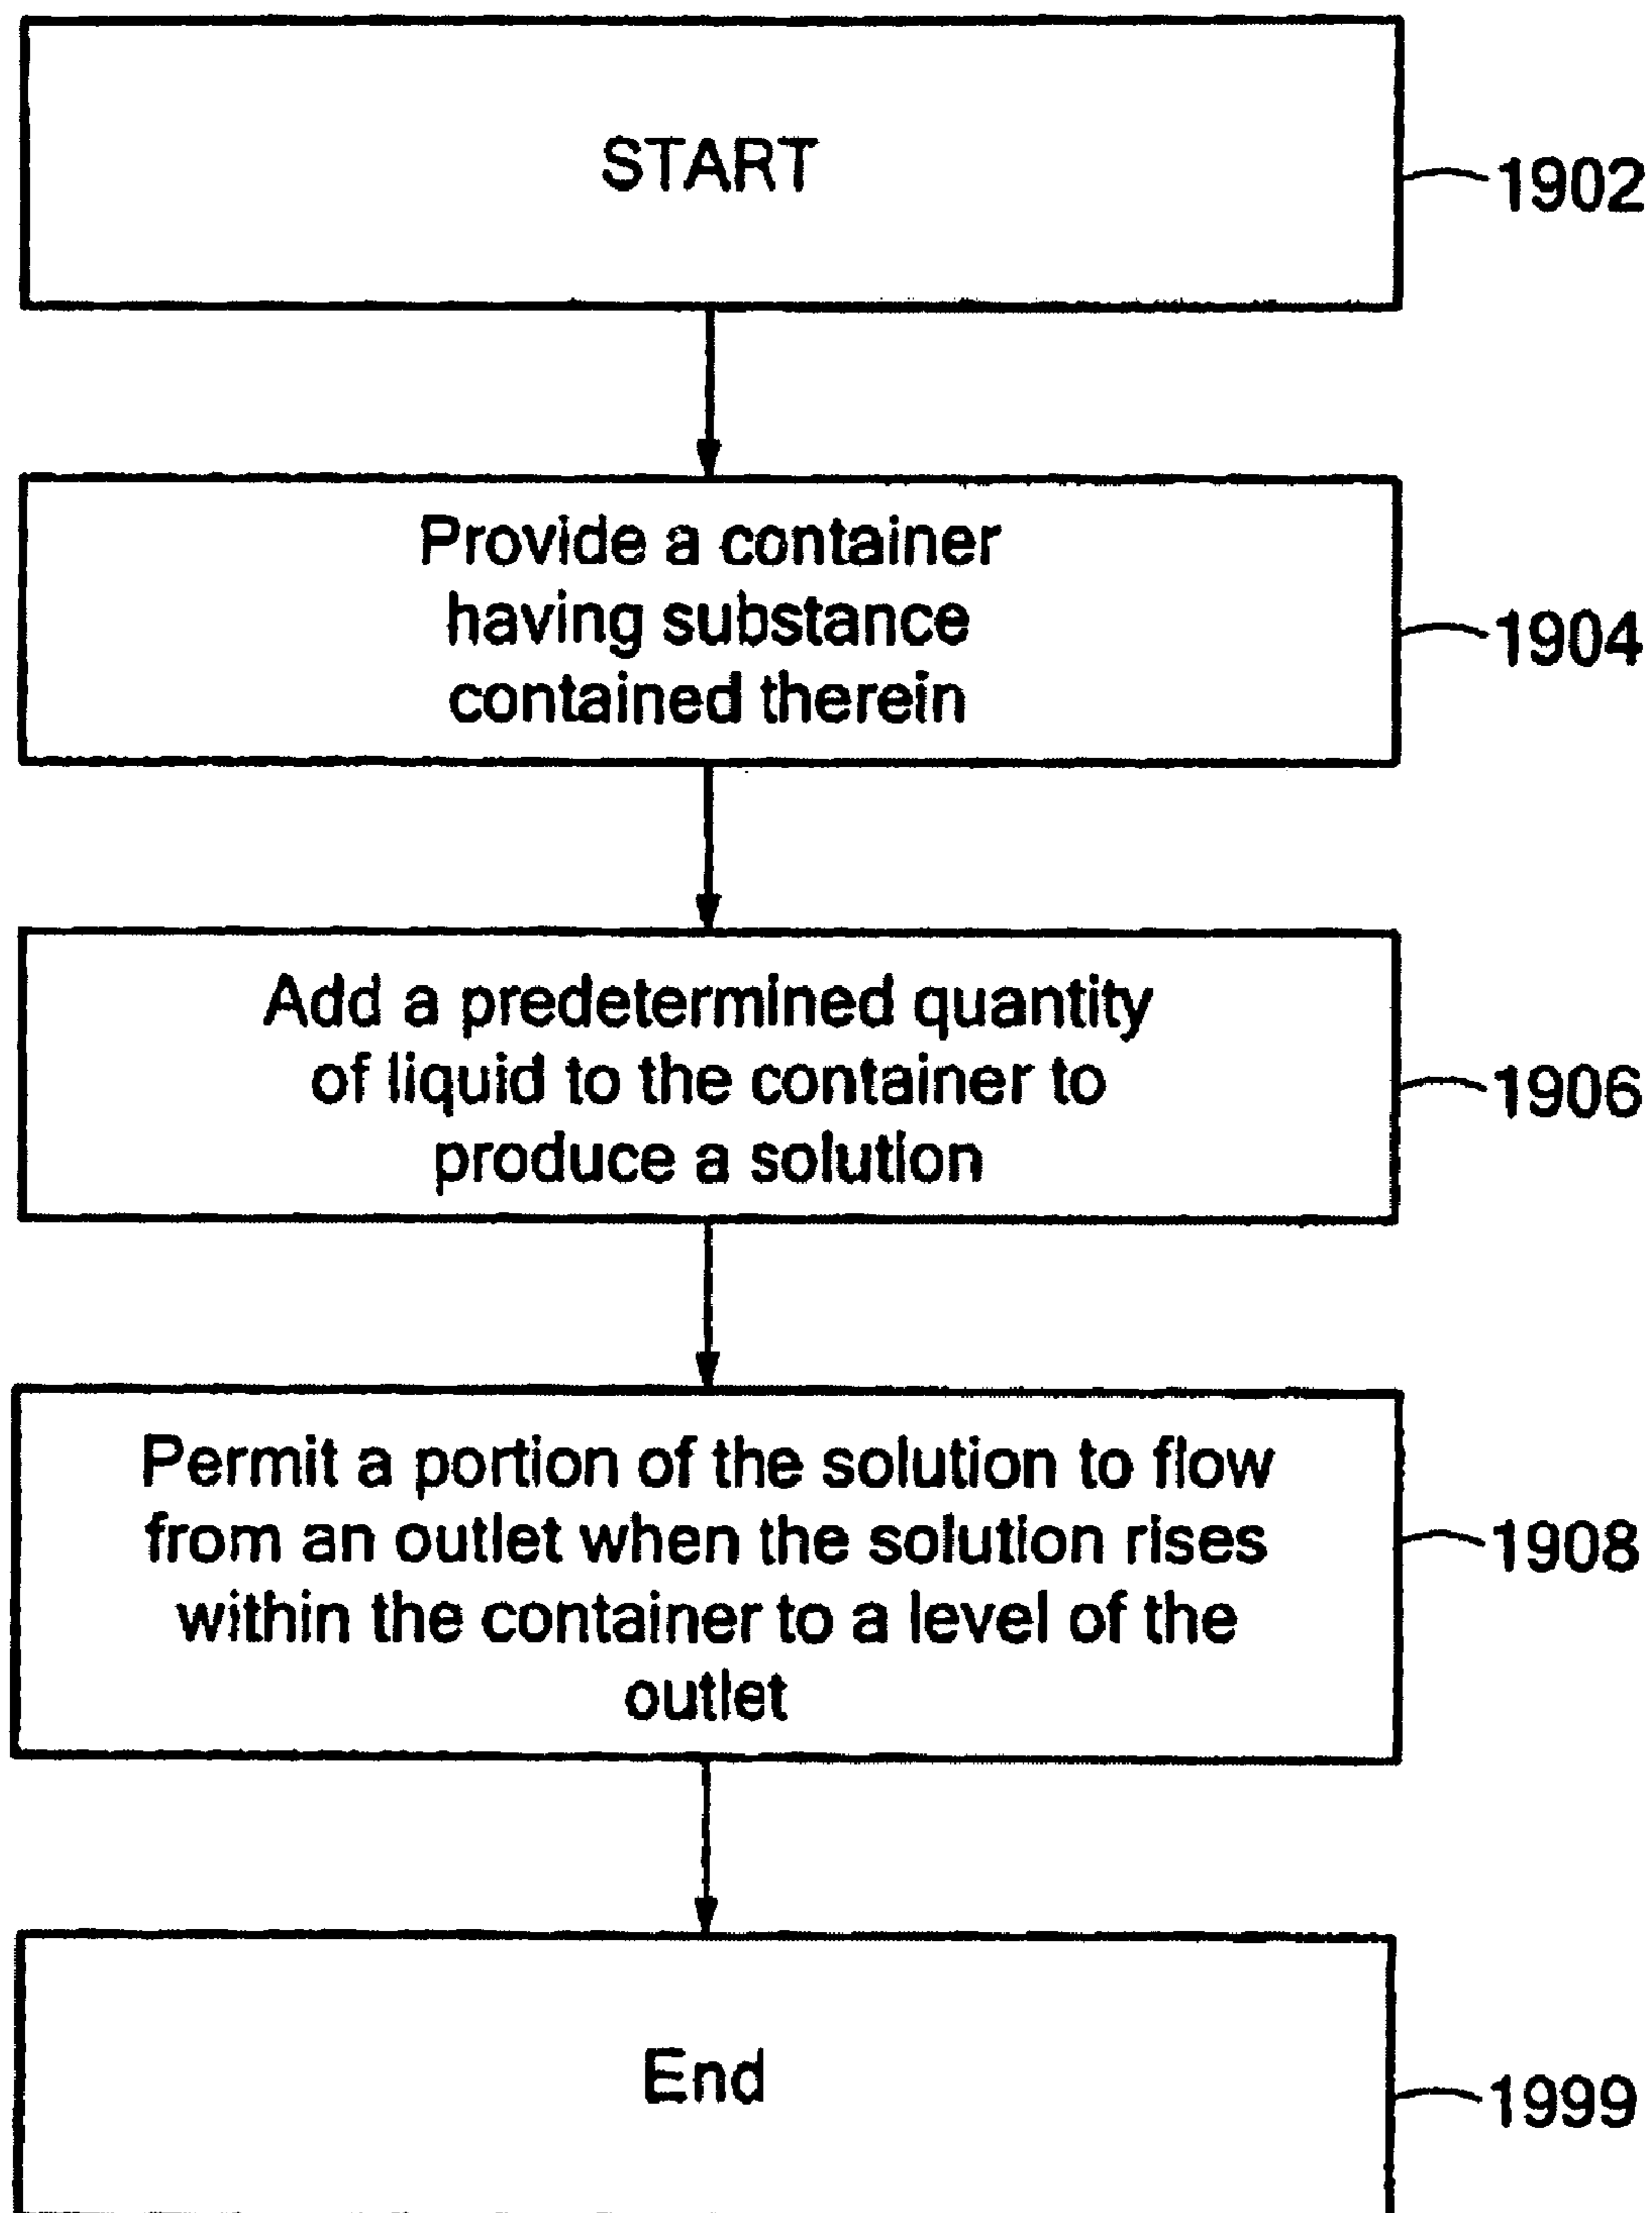 START
1902
Provide a container
having substance
contained therein
1904
Add a predetermined quantity
of liquid to the container to
produce a solution
1906
Permit a portion of the solution to flow
from an outlet when the solution rises
within the container to a level of the
outlet
1908
End
1999